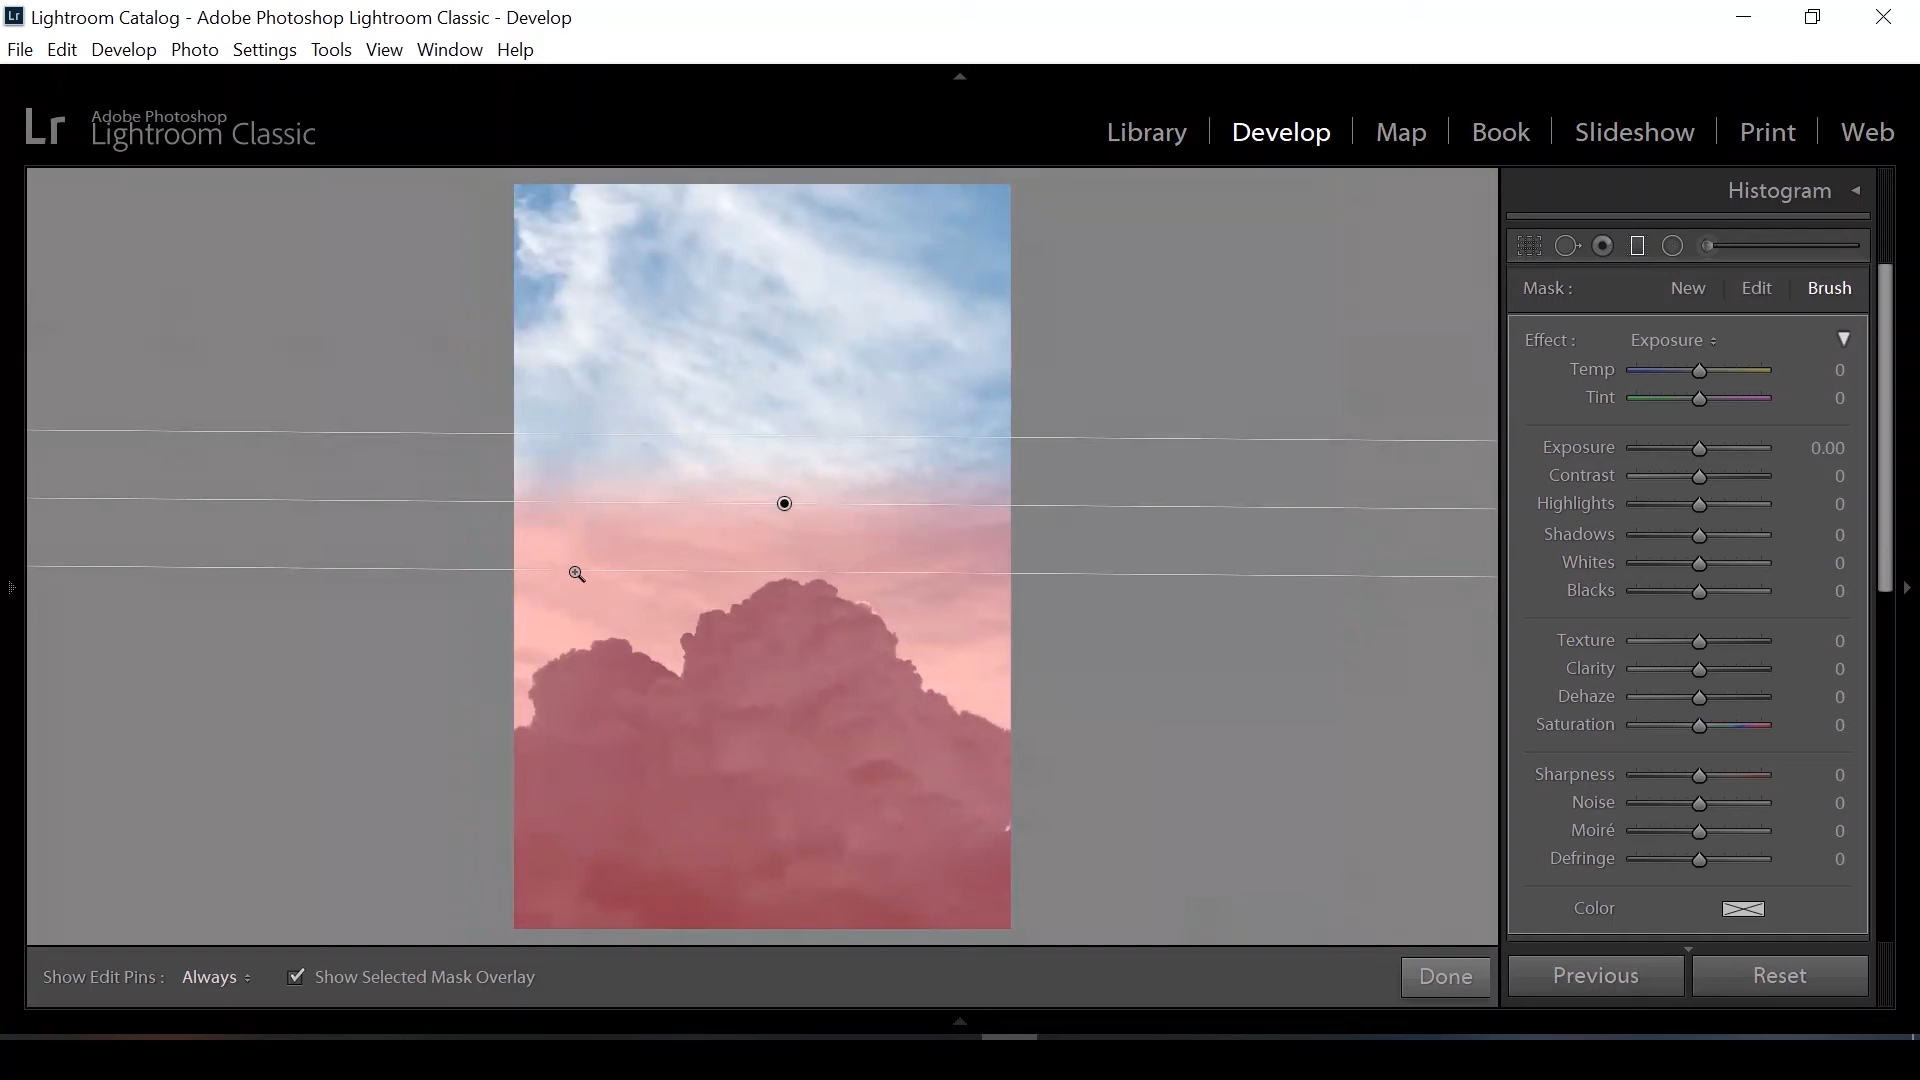 Lr Lightroom Catalog - Adobe Photoshop Lightroom Classic - Develop
File Edit Develop Photo Settings Tools View Window Help
Lr Adobe Photoshop
Lightroom Classic
Library Develop Map Book Slideshow Print Web
Histogram
Mask : New Edit Brush
Effect : Exposure
Temp 0
Tint 0
Exposure 0.00
Contrast 0
Highlights 0
Shadows 0
Whites 0
Blacks 0
Texture 0
Clarity 0
Dehaze 0
Saturation 0
Sharpness 0
Noise 0
Moiré 0
Defringe 0
Color
Show Edit Pins : Always Show Selected Mask Overlay Done
Previous Reset